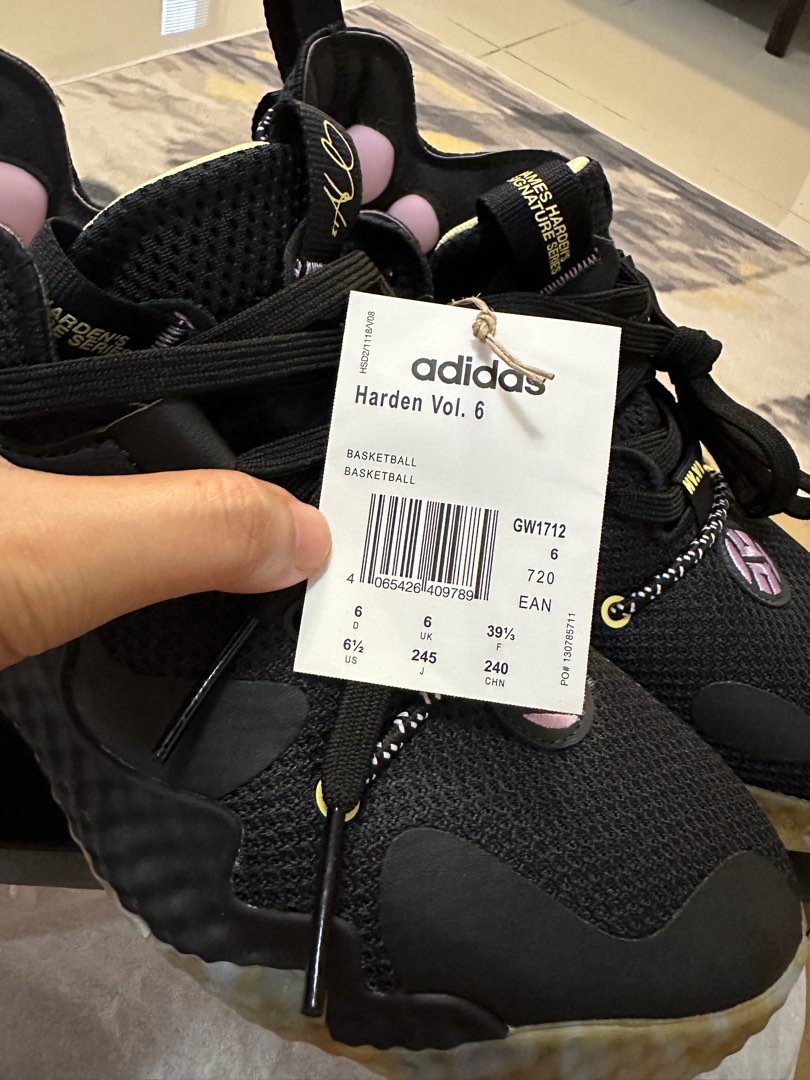 JAMES HARDEN'S
SIGNATURE SERIES
HARDEN'S
SERIES
HSD2/1118/V08
adidas
Harden Vol. 6
BASKETBALL
BASKETBALL
GW1712
6
720
EAN
4 065426 409789
6 6 39⅓
D UK F
6½ 245 240
US J CHN
PO# 130785711